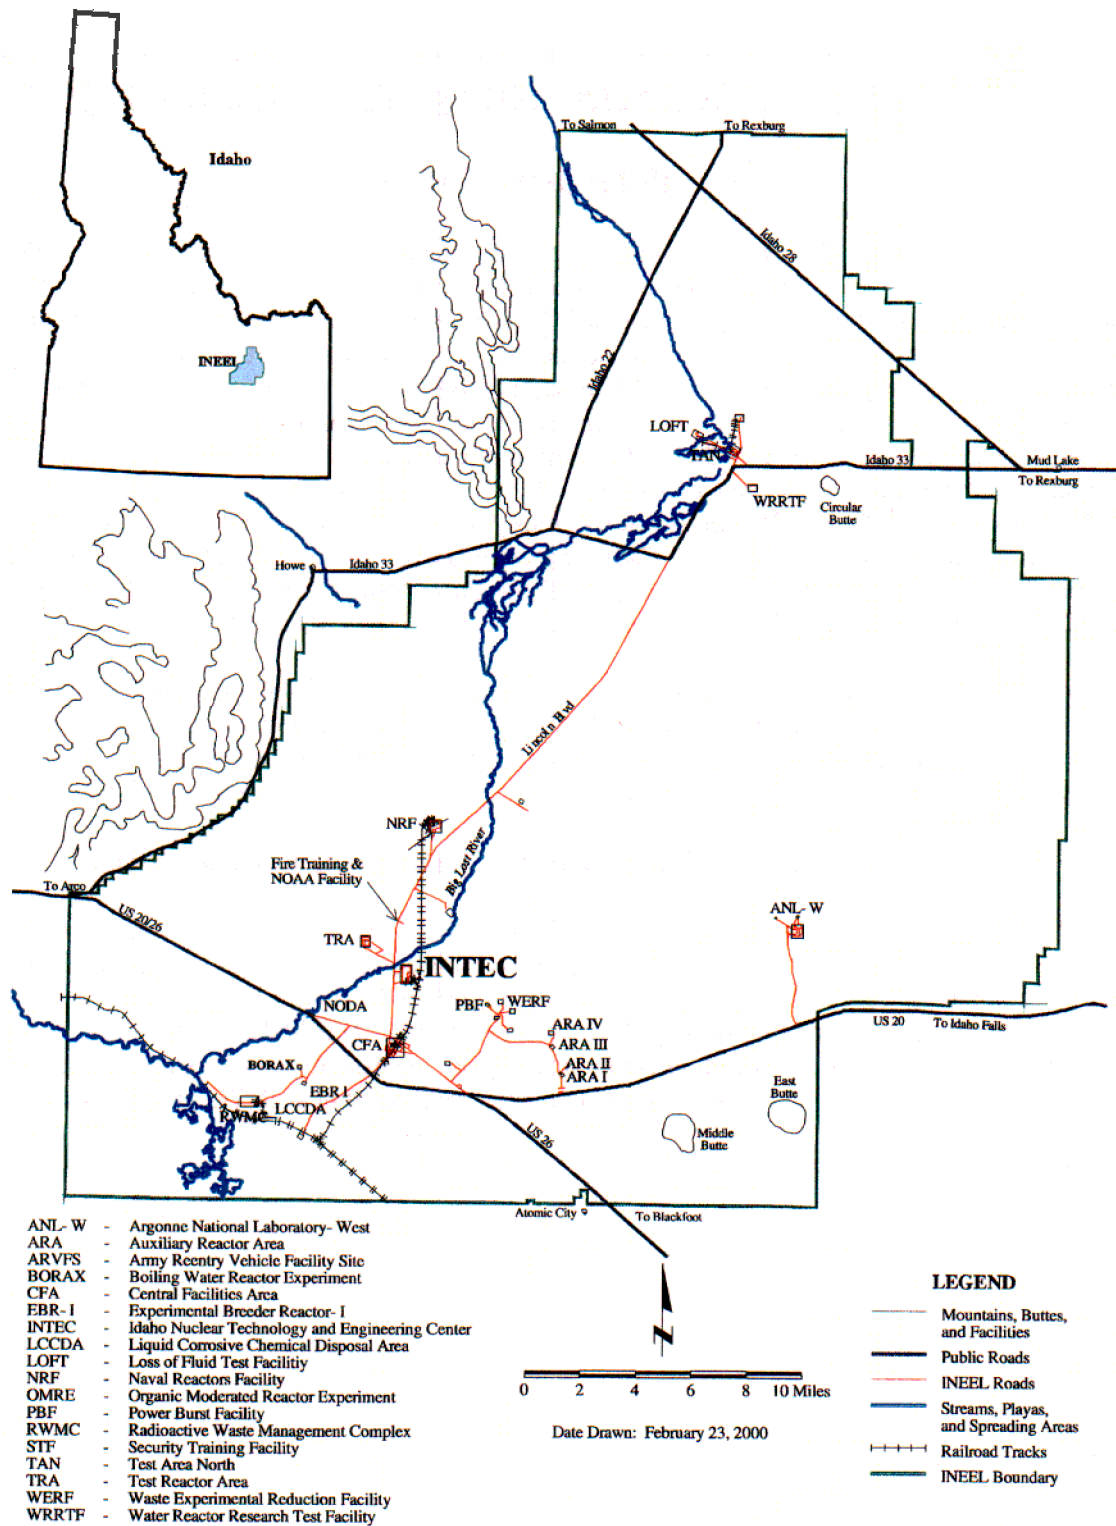 Idaho
INEEL
To Salmon
To Rexburg
Idaho 28
Idaho 22
LOFT
TAN
Idaho 33
Mud Lake
To Rexburg
WRRTF
Circular
Butte
Howe
Idaho 33
Lincoln Blvd
NRF
Big Lost River
Fire Training &
NOAA Facility
To Arco
US 20/26
ANL-W
TRA
INTEC
NODA
PBF
WERF
ARA IV
ARA III
ARA II
ARA I
US 20
To Idaho Falls
CFA
BORAX
EBR I
LCCDA
RWMC
East
Butte
Middle
Butte
US 26
Atomic City
To Blackfoot
ANL-W - Argonne National Laboratory-West
ARA - Auxiliary Reactor Area
ARVFS - Army Reentry Vehicle Facility Site
BORAX - Boiling Water Reactor Experiment
CFA - Central Facilities Area
EBR-I - Experimental Breeder Reactor-I
INTEC - Idaho Nuclear Technology and Engineering Center
LCCDA - Liquid Corrosive Chemical Disposal Area
LOFT - Loss of Fluid Test Facilitiy
NRF - Naval Reactors Facility
OMRE - Organic Moderated Reactor Experiment
PBF - Power Burst Facility
RWMC - Radioactive Waste Management Complex
STF - Security Training Facility
TAN - Test Area North
TRA - Test Reactor Area
WERF - Waste Experimental Reduction Facility
WRRTF - Water Reactor Research Test Facility
N
0 2 4 6 8 10 Miles
Date Drawn: February 23, 2000
LEGEND
Mountains, Buttes,
and Facilities
Public Roads
INEEL Roads
Streams, Playas,
and Spreading Areas
Railroad Tracks
INEEL Boundary